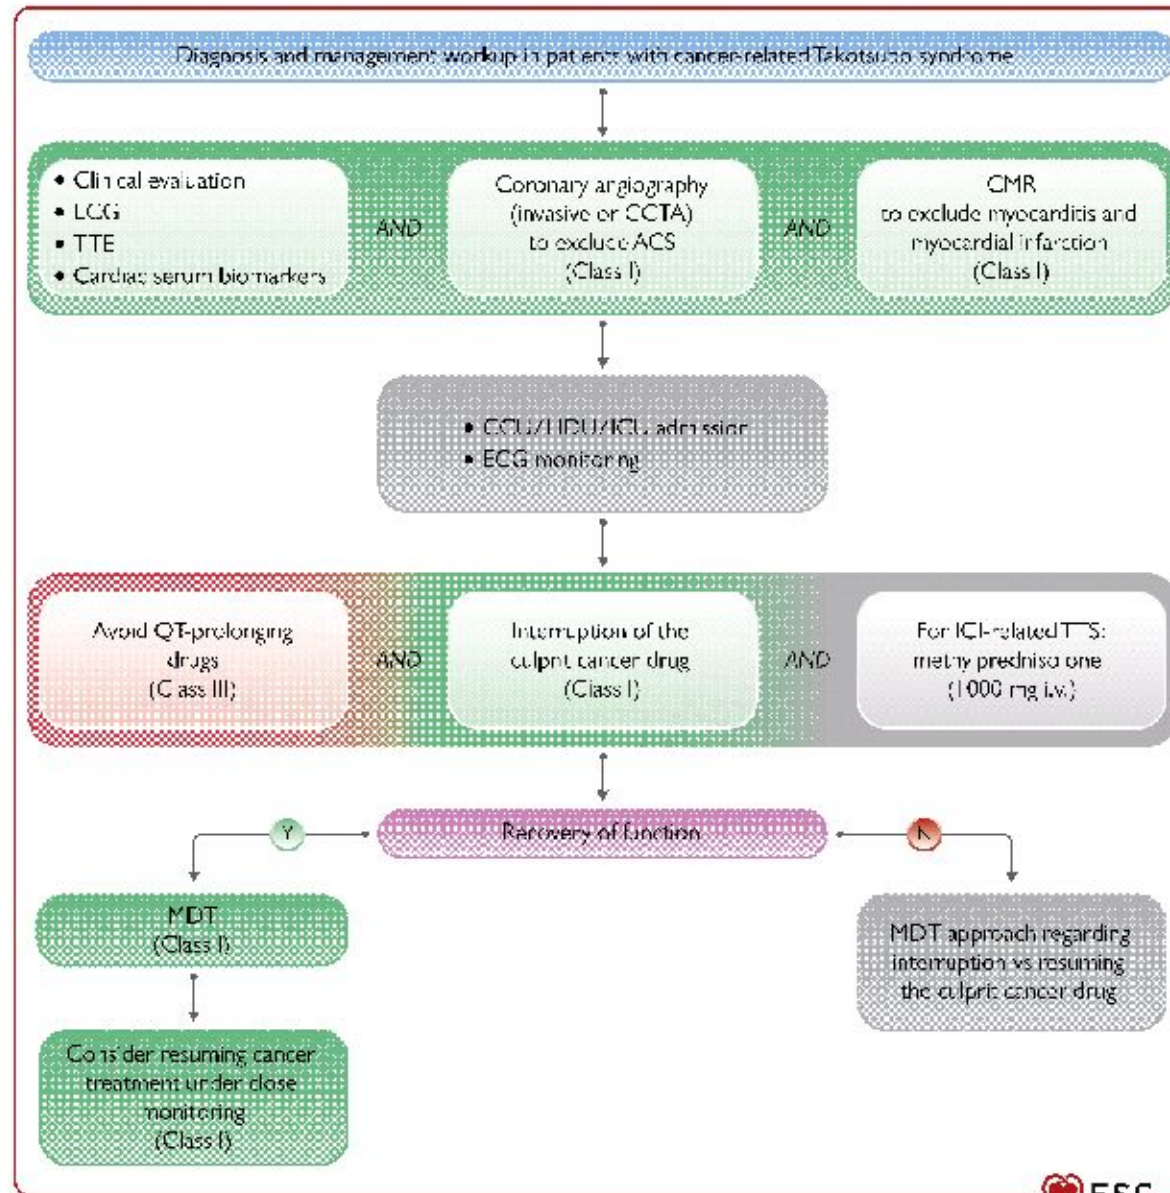 Diagnosis and management workup in patients with cancer-related Takotsubo syndrome
• Clinical evaluation
• ECG
• TTE
• Cardiac serum biomarkers
AND
Coronary angiography
(invasive or CCTA)
to exclude ACS
(Class I)
AND
CMR
to exclude myocarditis and
myocardial infarction
(Class I)
• CCU/HDU/ICU admission
• ECG monitoring
Avoid QT-prolonging
drugs
(Class III)
AND
Interruption of the
culprit cancer drug
(Class I)
AND
For ICI-related TTS:
methylprednisolone
(1000 mg i.v.)
Y
Recovery of function
N
MDT
(Class I)
MDT approach regarding
interruption vs resuming
the culprit cancer drug
Consider resuming cancer
treatment under close
monitoring
(Class I)
ESC